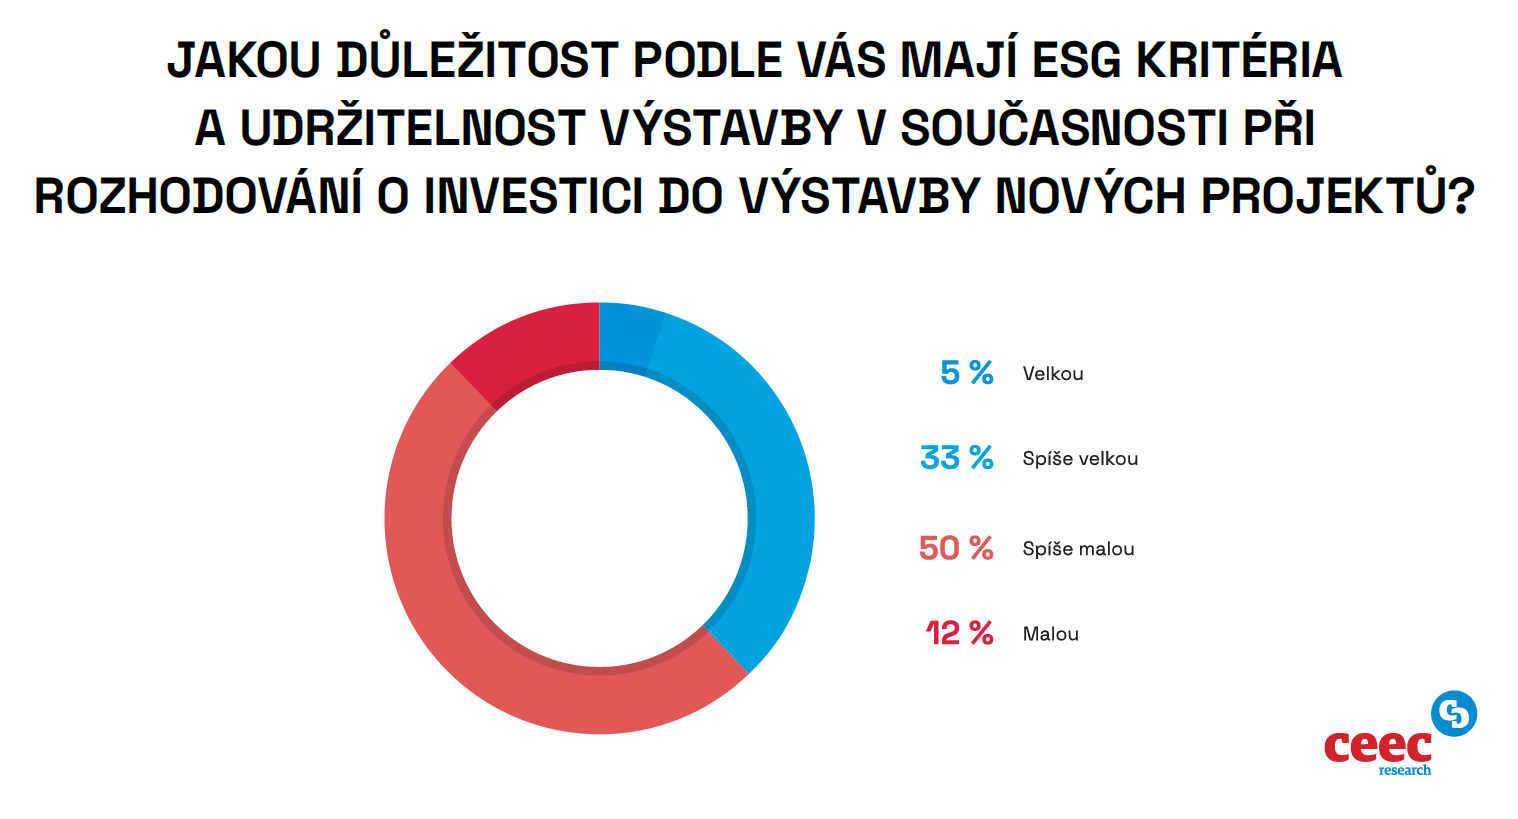 JAKOU DŮLEŽITOST PODLE VÁS MAJÍ ESG KRITÉRIA
A UDRŽITELNOST VÝSTAVBY V SOUČASNOSTI PŘI
ROZHODOVÁNÍ O INVESTICI DO VÝSTAVBY NOVÝCH PROJEKTŮ?
5 % Velkou
33 % Spíše velkou
50 % Spíše malou
12 % Malou
ceec
research